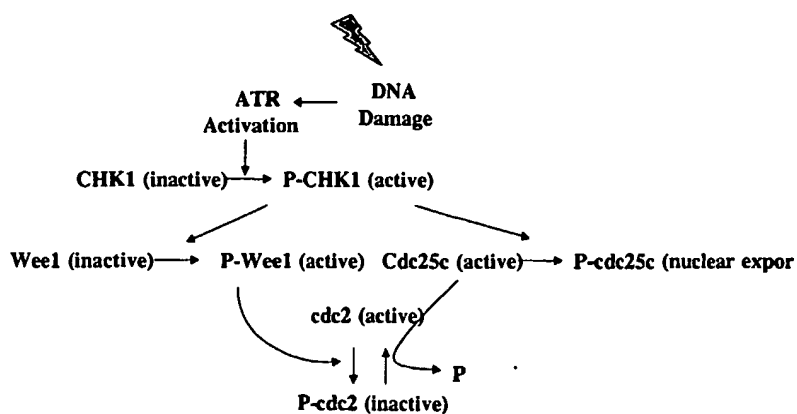 DNA
Damage
ATR
Activation
CHK1 (inactive) P-CHK1 (active)
Wee1 (inactive) P-Wee1 (active) Cdc25c (active) P-cdc25c (nuclear expor
cdc2 (active)
P
P-cdc2 (inactive)